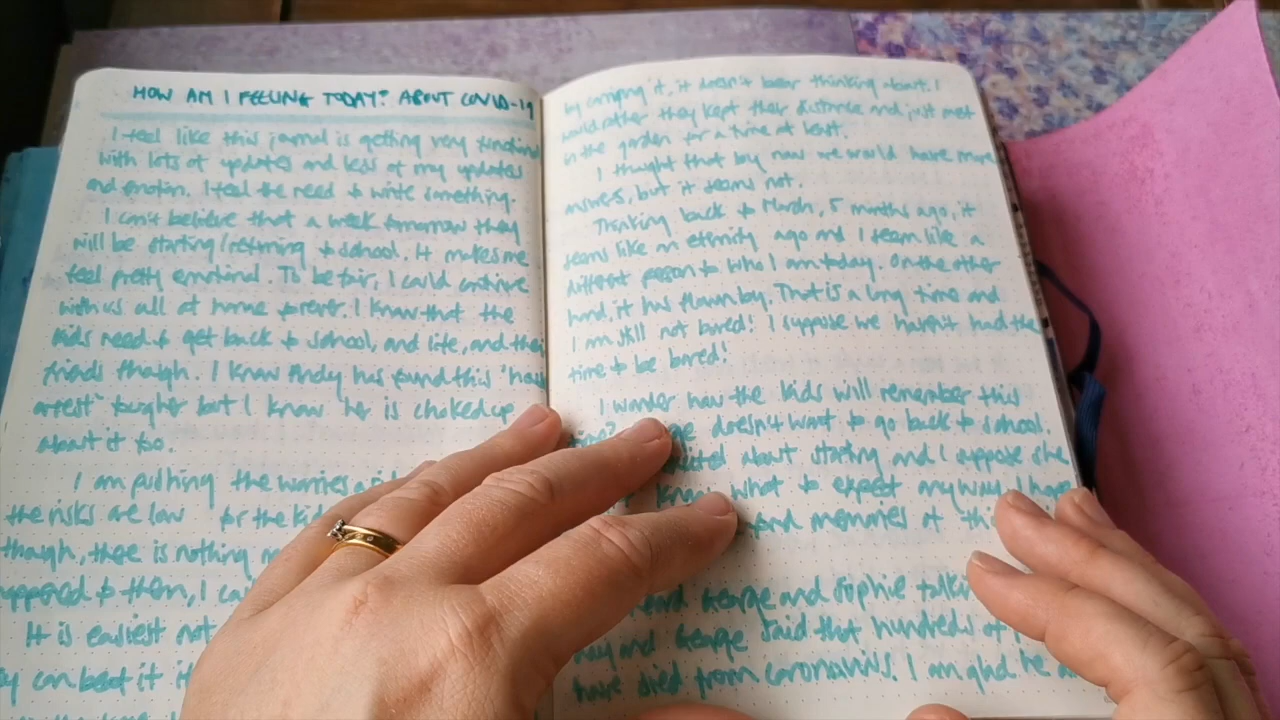 HOW AM I FEELING TODAY? ABOUT COVID-19
I feel like this journal is getting very emotional
with lots of updates and less of my updates
and emotion. I feel the need to write something.
I can't believe that a week tomorrow they
will be starting/returning to school. It makes me
feel pretty emotional. To be fair, I could continue
with us all at home forever. I know that the
kids need to get back to school, and life, and their
friends though. I know Andy has found this 'house
arrest' tougher but I know he is choked up
about it too.
I am pushing the worries
the risks are low for the kid
though, there is nothing
happened to them, I
It is easiest not
can beat it
by carrying it, it doesn't bear thinking about. I
would rather they kept their distance and just met
in the garden for a time at least.
I thought that by now we would have more
answers, but it seems not.
Thinking back to March, 5 months ago, it
seems like an eternity ago and I seem like a
different person to who I am today. On the other
hand, it has flown by. That is a long time and
I am still not bored! I suppose we haven't had the
time to be bored!
I wonder how the kids will remember this
time? doesn't want to go back to school.
about starting and I suppose she
know what to expect anyway. I hope
fond memories of this
heard George and Sophie talking
and George said that hundreds of
have died from coronavirus. I am glad he